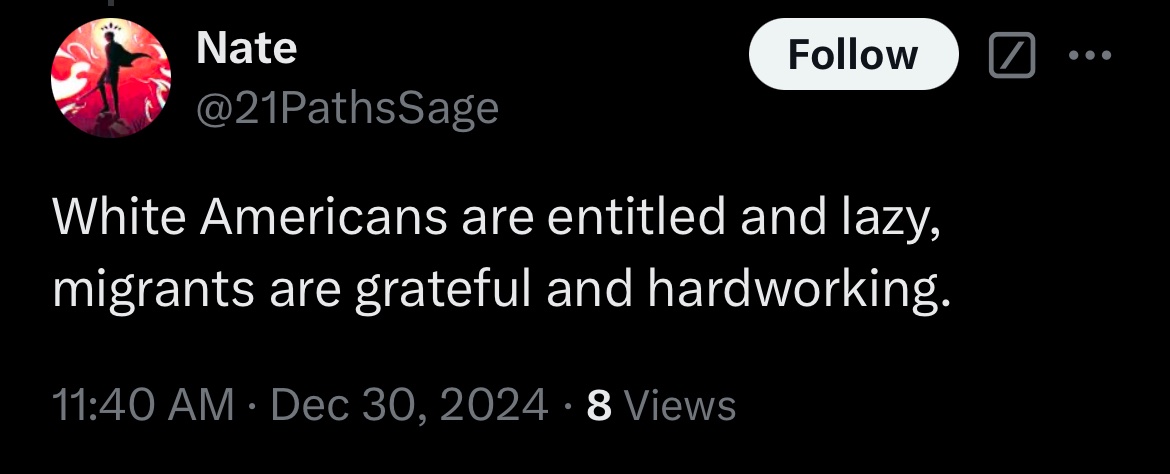 Nate
Follow
@21PathsSage
White Americans are entitled and lazy,
migrants are grateful and hardworking.
11:40 AM · Dec 30, 2024 · 8 Views